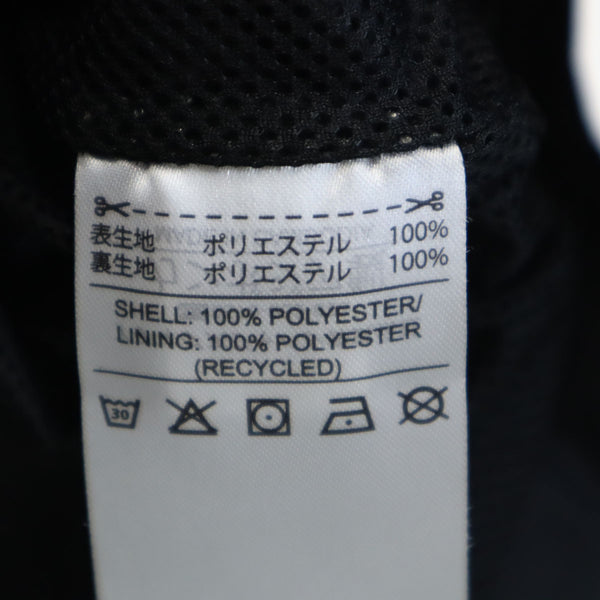 表生地 ポリエステル 100%
裏生地 ポリエステル 100%
SHELL: 100% POLYESTER/
LINING: 100% POLYESTER
(RECYCLED)
30